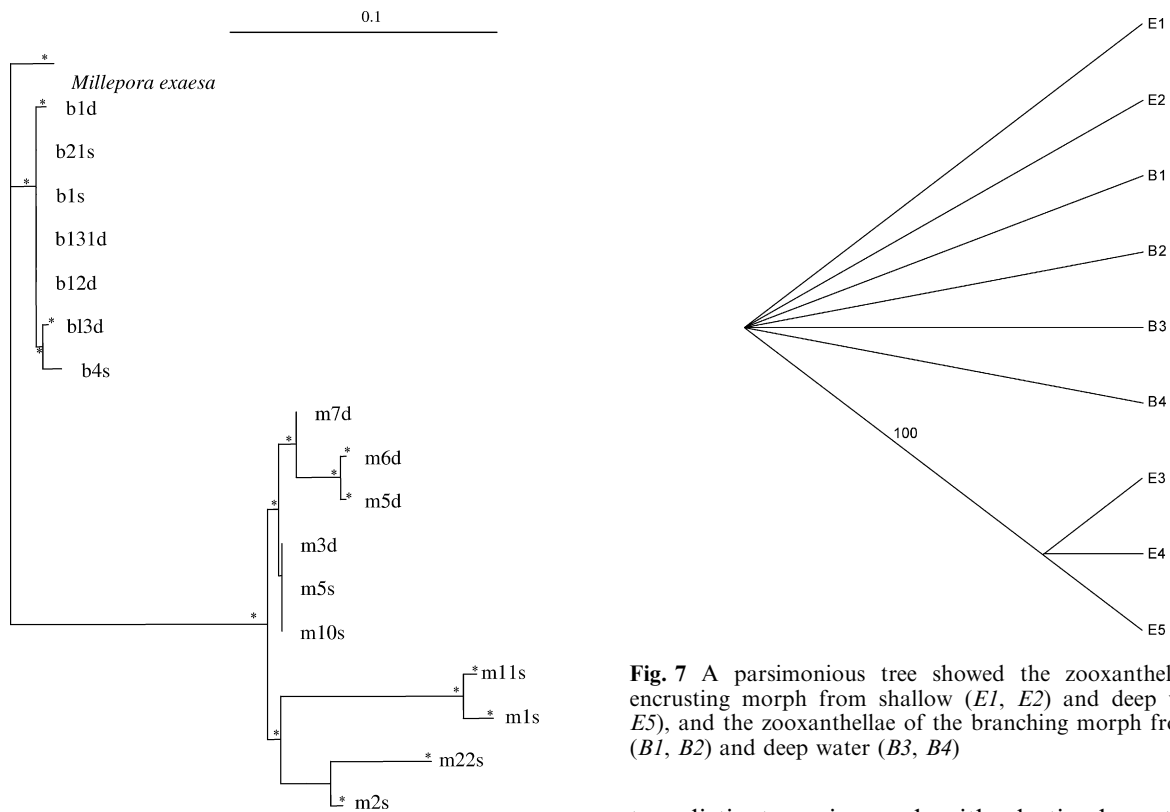 0.1
*
Millepora exaesa
*
b1d
b21s
*
b1s
b131d
b12d
*
bl3d
*
b4s
m7d
*
*
m6d
*
*
m5d
*
m3d
m5s
*
m10s
*
m11s
*
*
m1s
*
m22s
*
m2s
E1
E2
B1
B2
B3
B4
100
E3
E4
E5
Fig. 7 A parsimonious tree showed the zooxanthel
encrusting morph from shallow (E1, E2) and deep
E5), and the zooxanthellae of the branching morph fro
(B1, B2) and deep water (B3, B4)